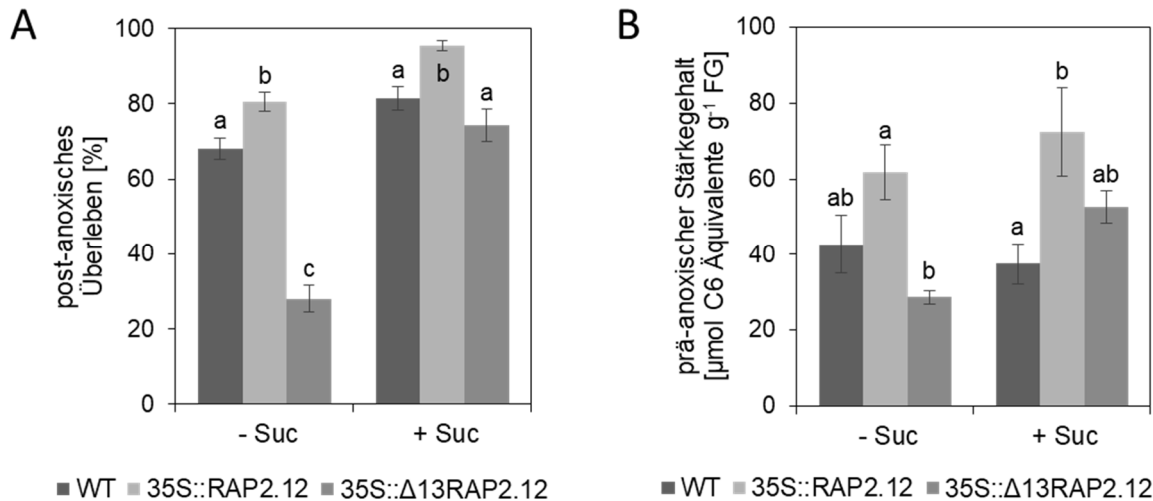 A
post-anoxisches
Überleben [%]
100
80
60
40
20
0
a
b
c
a
b
a
- Suc
+ Suc
WT 35S::RAP2.12 35S::Δ13RAP2.12
B
prä-anoxischer Stärkegehalt
[µmol C6 Äquivalente g-1 FG]
100
80
60
40
20
0
ab
a
b
a
b
ab
- Suc
+ Suc
WT 35S::RAP2.12 35S::Δ13RAP2.12